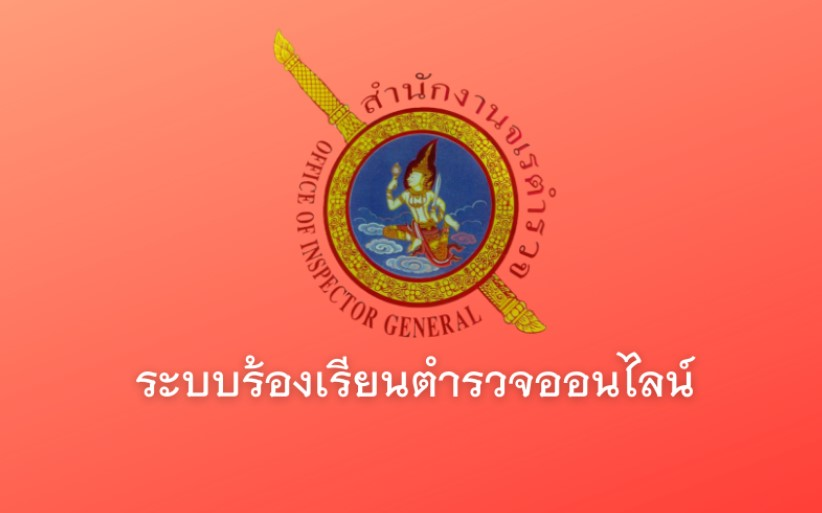 สำนักงานจเรตำรวจ
OFFICE OF INSPECTOR GENERAL
ระบบร้องเรียนตำรวจออนไลน์